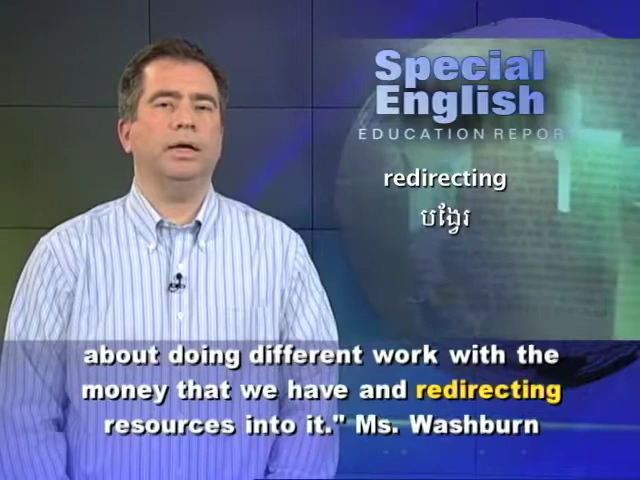 Special
English
EDUCATION REPORT
redirecting
បង្វែរ
about doing different work with the
money that we have and redirecting
resources into it." Ms. Washburn